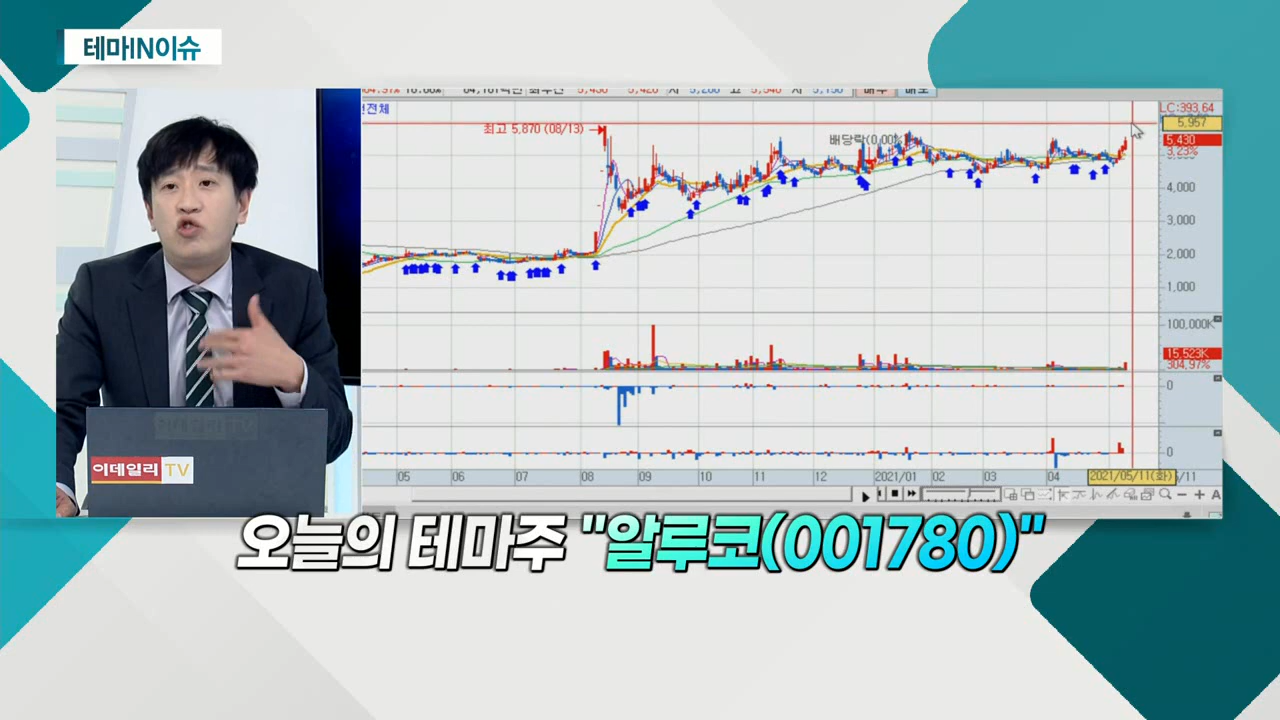 테마IN이슈
최고 5,870 (08/13)
배당락(0.00%)
LC:393.64
5,957
5,430
3.23%
4,000
3,000
2,000
1,000
100,000K
15,523K
304.97%
0
0
05 06 07 08 09 10 11 12 2021/01 02 03 04 2021/05/11(화)
이데일리 TV
오늘의 테마주 "알루코(001780)"